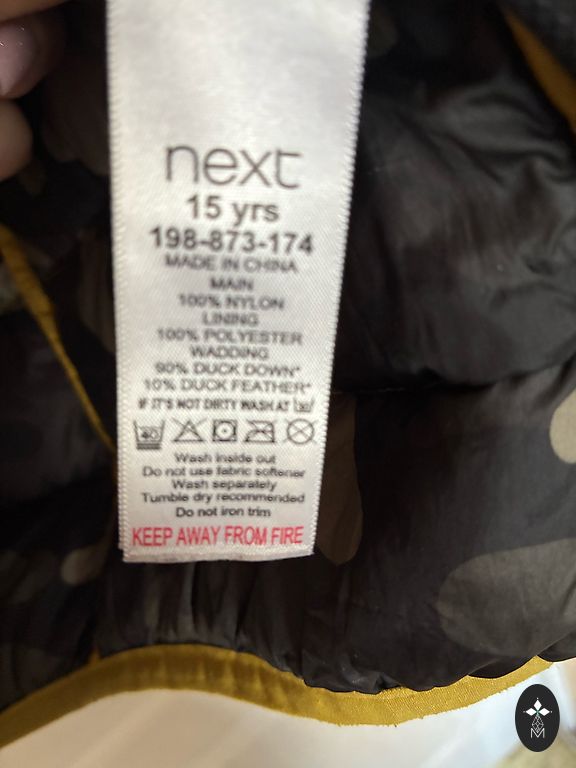 next
15 yrs
198-873-174
MADE IN CHINA
MAIN
100% NYLON
LINING
100% POLYESTER
WADDING
90% DUCK DOWN*
10% DUCK FEATHER*
IF IT'S NOT DIRTY WASH AT 30
40
Wash inside out
Do not use fabric softener
Wash separately
Tumble dry recommended
Do not iron trim
KEEP AWAY FROM FIRE
M